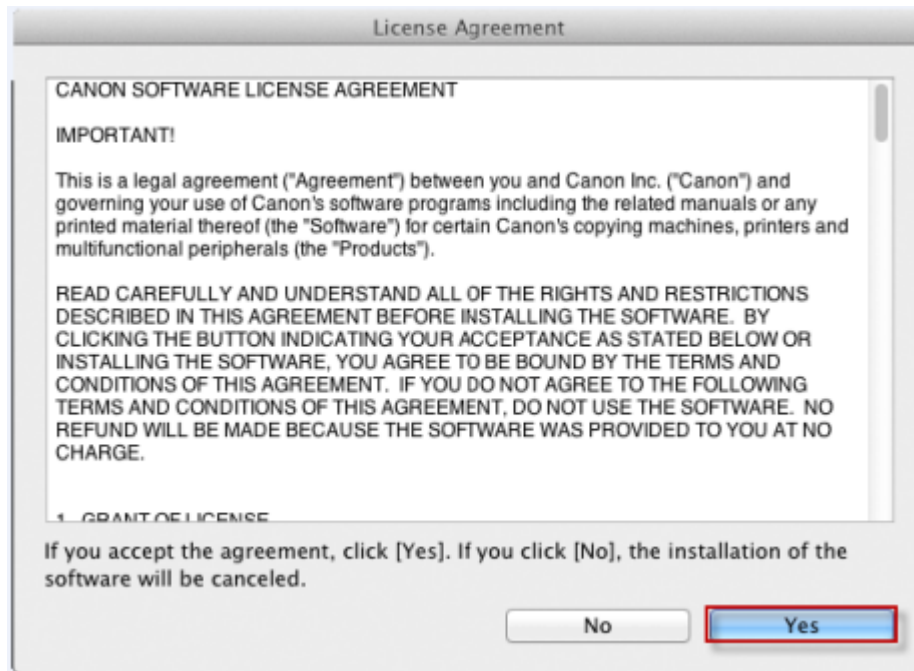 License Agreement
CANON SOFTWARE LICENSE AGREEMENT
IMPORTANT!
This is a legal agreement ("Agreement") between you and Canon Inc. ("Canon") and
governing your use of Canon's software programs including the related manuals or any
printed material thereof (the "Software") for certain Canon's copying machines, printers and
multifunctional peripherals (the "Products").
READ CAREFULLY AND UNDERSTAND ALL OF THE RIGHTS AND RESTRICTIONS
DESCRIBED IN THIS AGREEMENT BEFORE INSTALLING THE SOFTWARE.  BY
CLICKING THE BUTTON INDICATING YOUR ACCEPTANCE AS STATED BELOW OR
INSTALLING THE SOFTWARE, YOU AGREE TO BE BOUND BY THE TERMS AND
CONDITIONS OF THIS AGREEMENT.  IF YOU DO NOT AGREE TO THE FOLLOWING
TERMS AND CONDITIONS OF THIS AGREEMENT, DO NOT USE THE SOFTWARE.  NO
REFUND WILL BE MADE BECAUSE THE SOFTWARE WAS PROVIDED TO YOU AT NO
CHARGE.
1. GRANT OF LICENSE
If you accept the agreement, click [Yes]. If you click [No], the installation of the
software will be canceled.
No
Yes